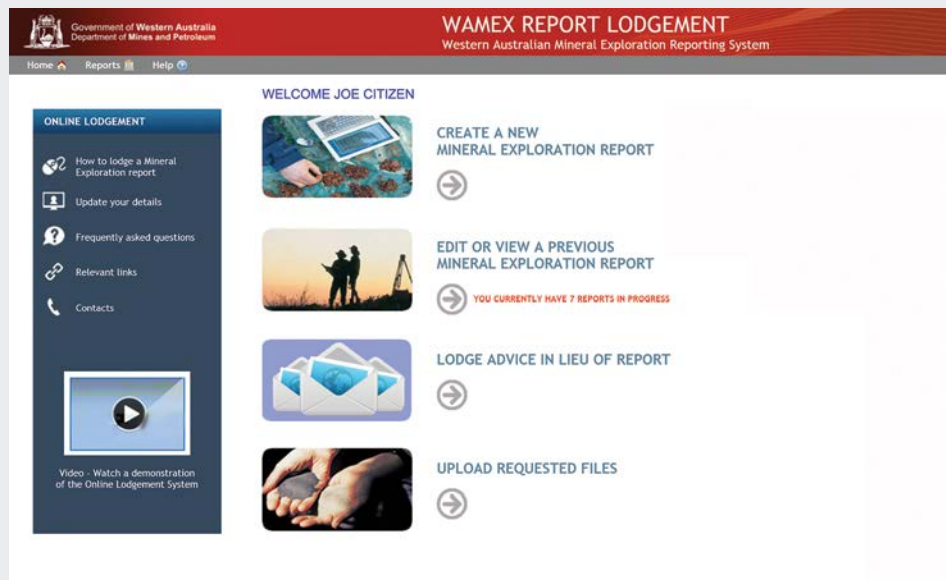 Government of Western Australia
Department of Mines and Petroleum
WAMEX REPORT LODGEMENT
Western Australian Mineral Exploration Reporting System
Home
Reports
Help
WELCOME JOE CITIZEN
ONLINE LODGEMENT
How to lodge a Mineral
Exploration report
Update your details
Frequently asked questions
Relevant links
Contacts
Video - Watch a demonstration
of the Online Lodgement System
CREATE A NEW
MINERAL EXPLORATION REPORT
EDIT OR VIEW A PREVIOUS
MINERAL EXPLORATION REPORT
YOU CURRENTLY HAVE 7 REPORTS IN PROGRESS
LODGE ADVICE IN LIEU OF REPORT
UPLOAD REQUESTED FILES